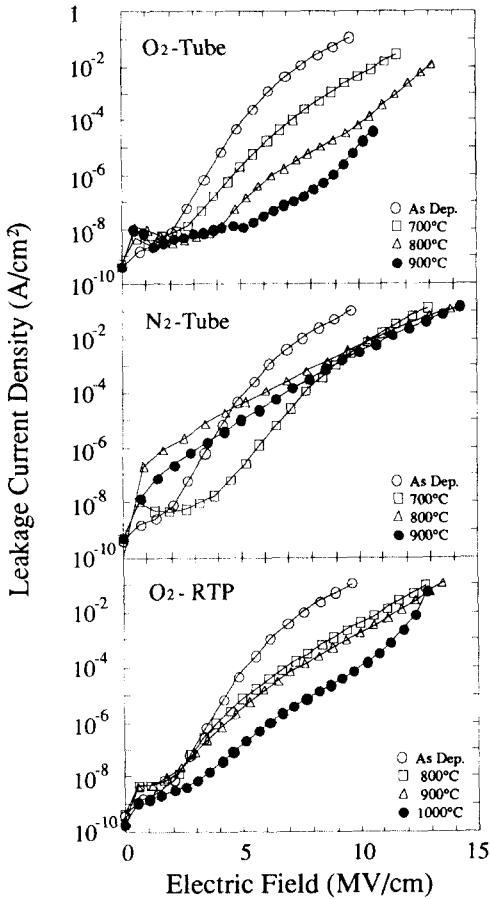 Leakage Current Density (A/cm²)
1
O₂-Tube
10⁻²
10⁻⁴
10⁻⁶
10⁻⁸
10⁻¹⁰
As Dep.
700°C
800°C
900°C
N₂-Tube
10⁻²
10⁻⁴
10⁻⁶
10⁻⁸
10⁻¹⁰
As Dep.
700°C
800°C
900°C
O₂- RTP
10⁻²
10⁻⁴
10⁻⁶
10⁻⁸
10⁻¹⁰
As Dep.
800°C
900°C
1000°C
0 5 10 15
Electric Field (MV/cm)